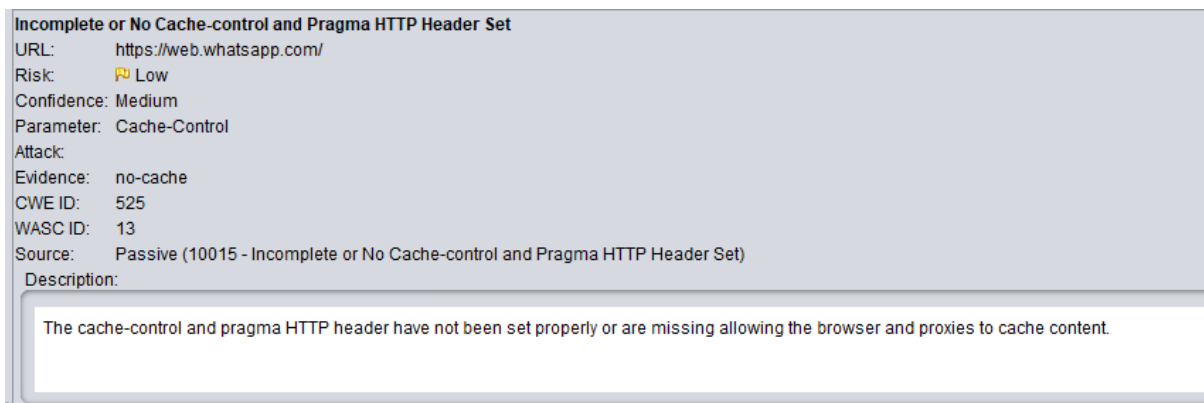 Incomplete or No Cache-control and Pragma HTTP Header Set
URL: https://web.whatsapp.com/
Risk: Low
Confidence: Medium
Parameter: Cache-Control
Attack:
Evidence: no-cache
CWE ID: 525
WASC ID: 13
Source: Passive (10015 - Incomplete or No Cache-control and Pragma HTTP Header Set)
Description:
The cache-control and pragma HTTP header have not been set properly or are missing allowing the browser and proxies to cache content.